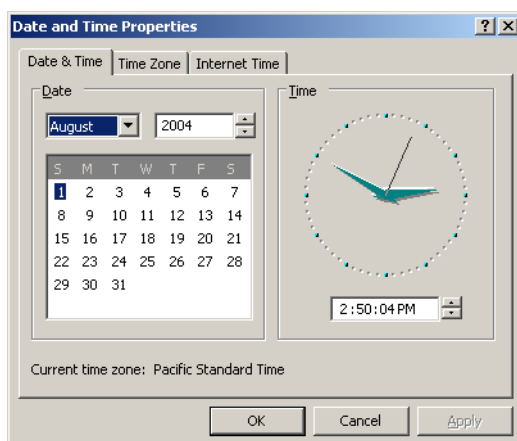 Date and Time Properties
Date & Time Time Zone Internet Time
Date
Time
August 2004
S M T W T F S
1 2 3 4 5 6 7
8 9 10 11 12 13 14
15 16 17 18 19 20 21
22 23 24 25 26 27 28
29 30 31
2:50:04 PM
Current time zone: Pacific Standard Time
OK Cancel Apply